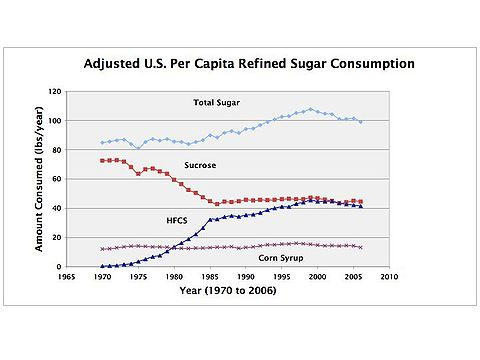 Adjusted U.S. Per Capita Refined Sugar Consumption
Amount Consumed (lbs/year)
120
100
80
60
40
20
0
Total Sugar
Sucrose
HFCS
Corn Syrup
1965 1970 1975 1980 1985 1990 1995 2000 2005 2010
Year (1970 to 2006)